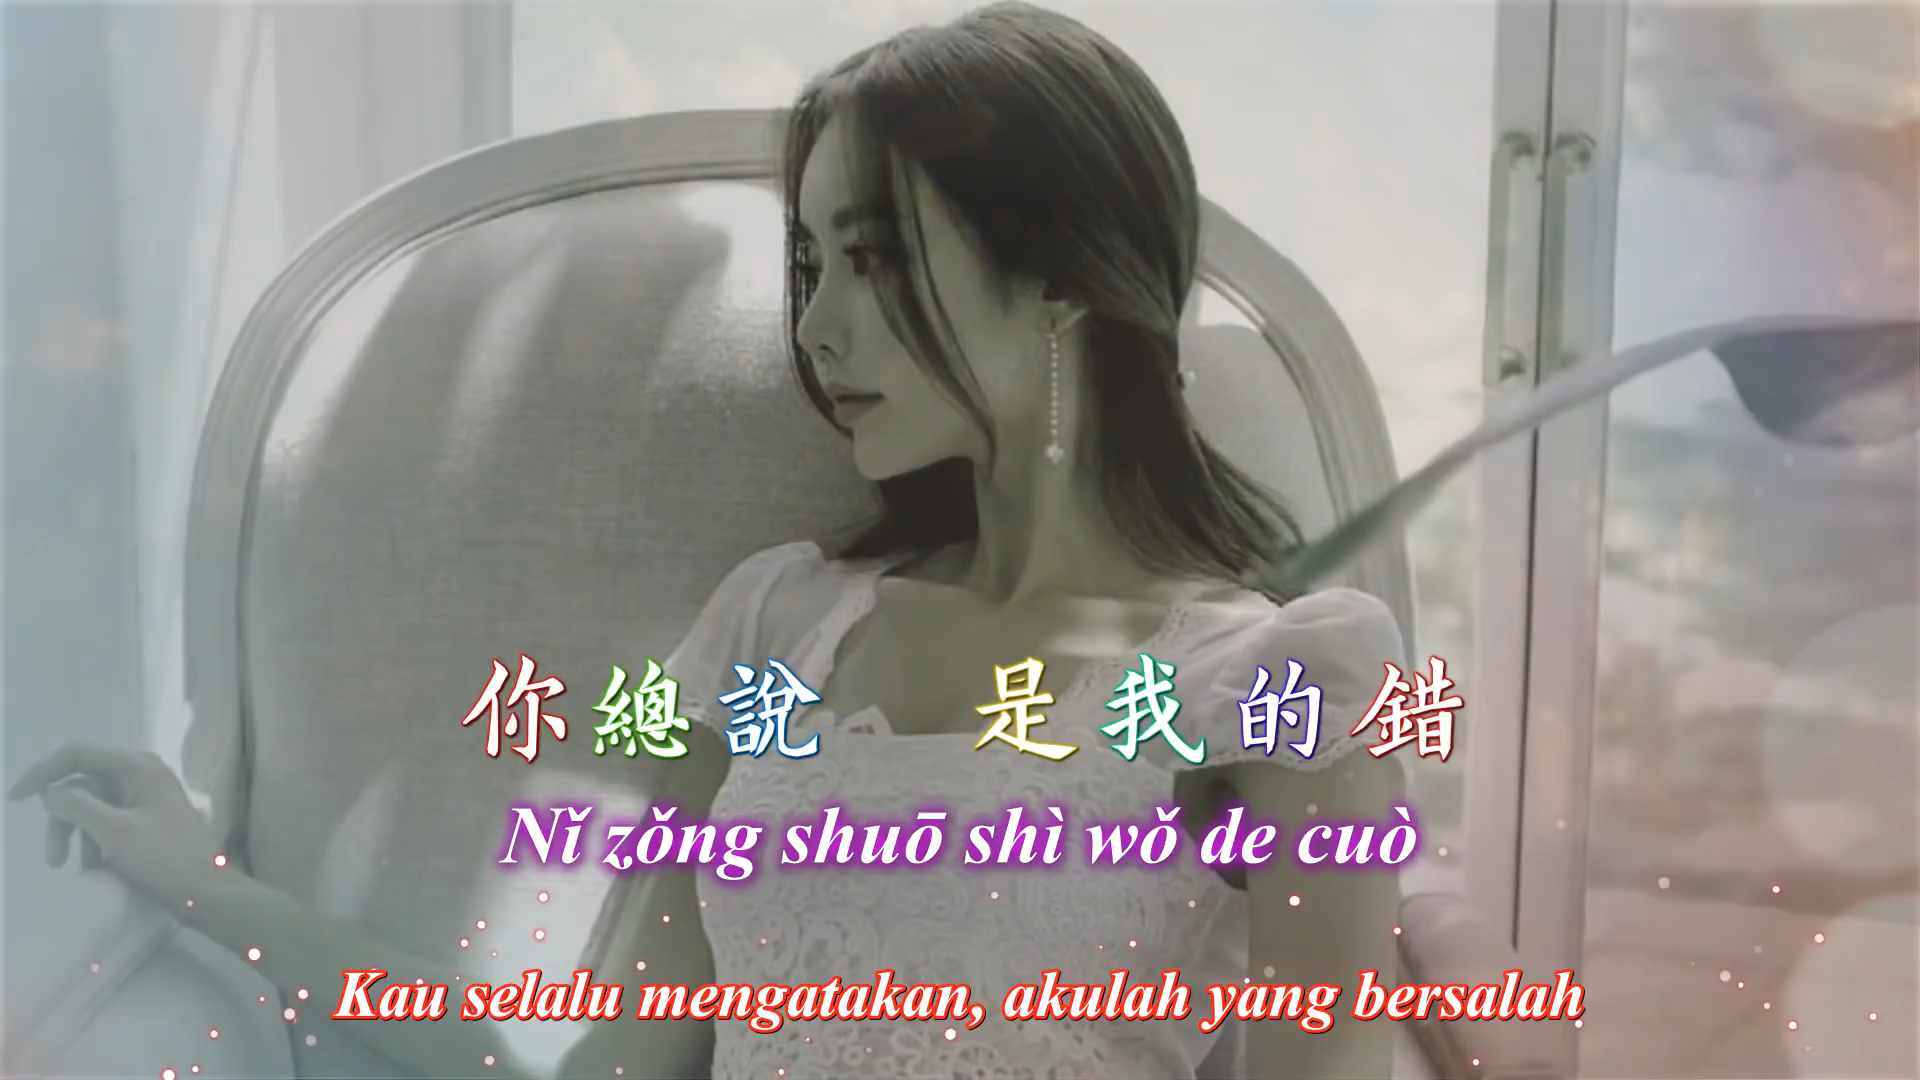 你總說 是我的錯
Nǐ zǒng shuō shì wǒ de cuò
Kau selalu mengatakan, akulah yang bersalah